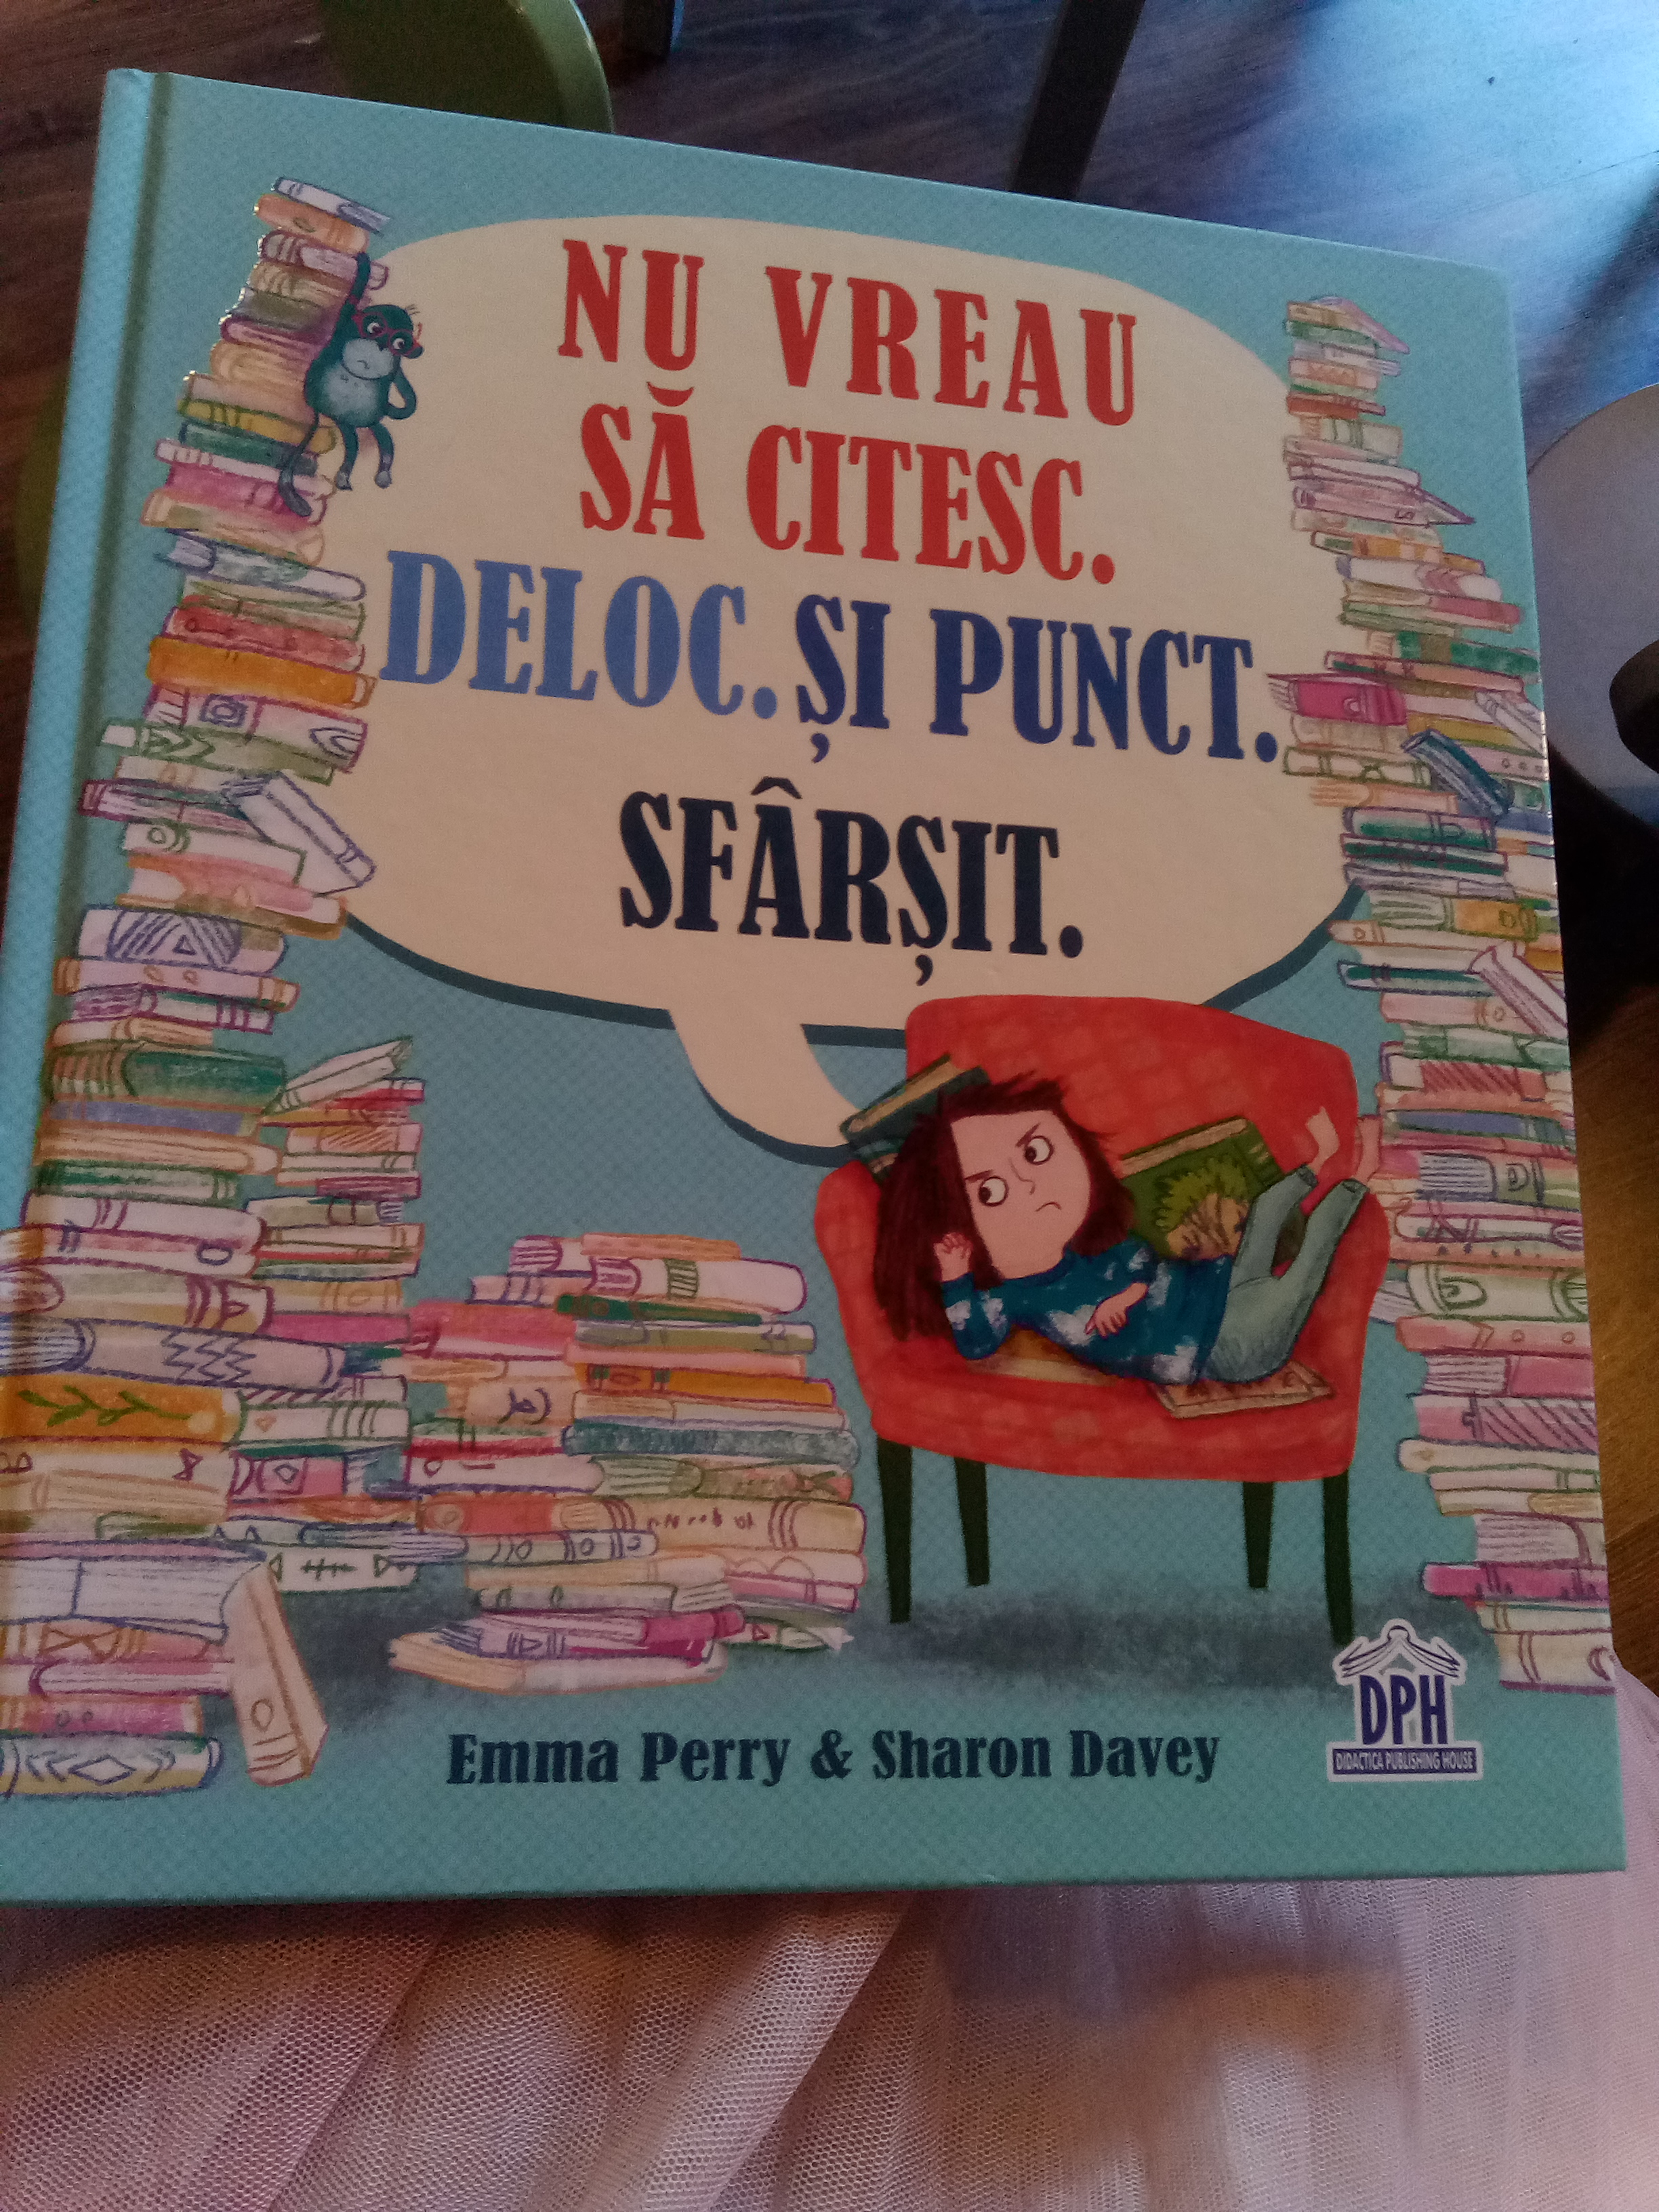 NU VREAU
SĂ CITESC.
DELOC. ȘI PUNCT.
SFÂRȘIT.
Emma Perry & Sharon Davey
DPH
DIDACTICA PUBLISHING HOUSE